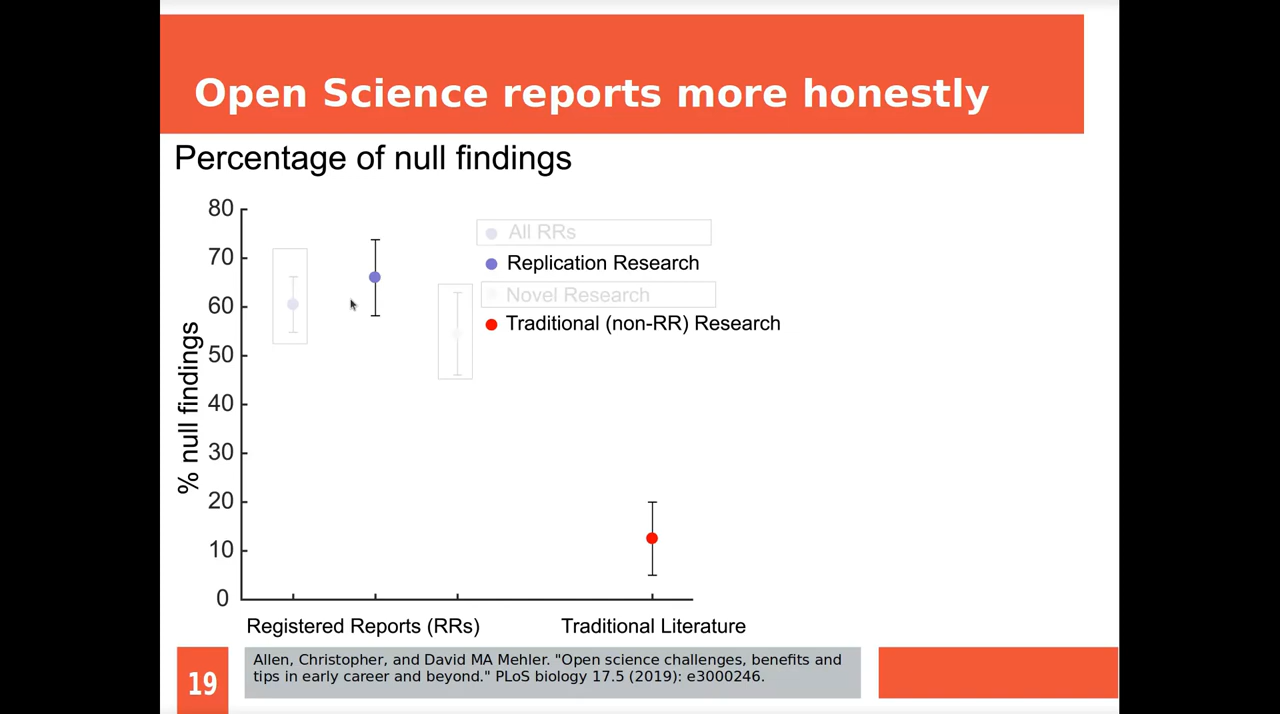 Open Science reports more honestly
Percentage of null findings
80
70
60
50
40
30
20
10
0
% null findings
All RRs
Replication Research
Novel Research
Traditional (non-RR) Research
Registered Reports (RRs)
Traditional Literature
19
Allen, Christopher, and David MA Mehler. "Open science challenges, benefits and
tips in early career and beyond." PLoS biology 17.5 (2019): e3000246.